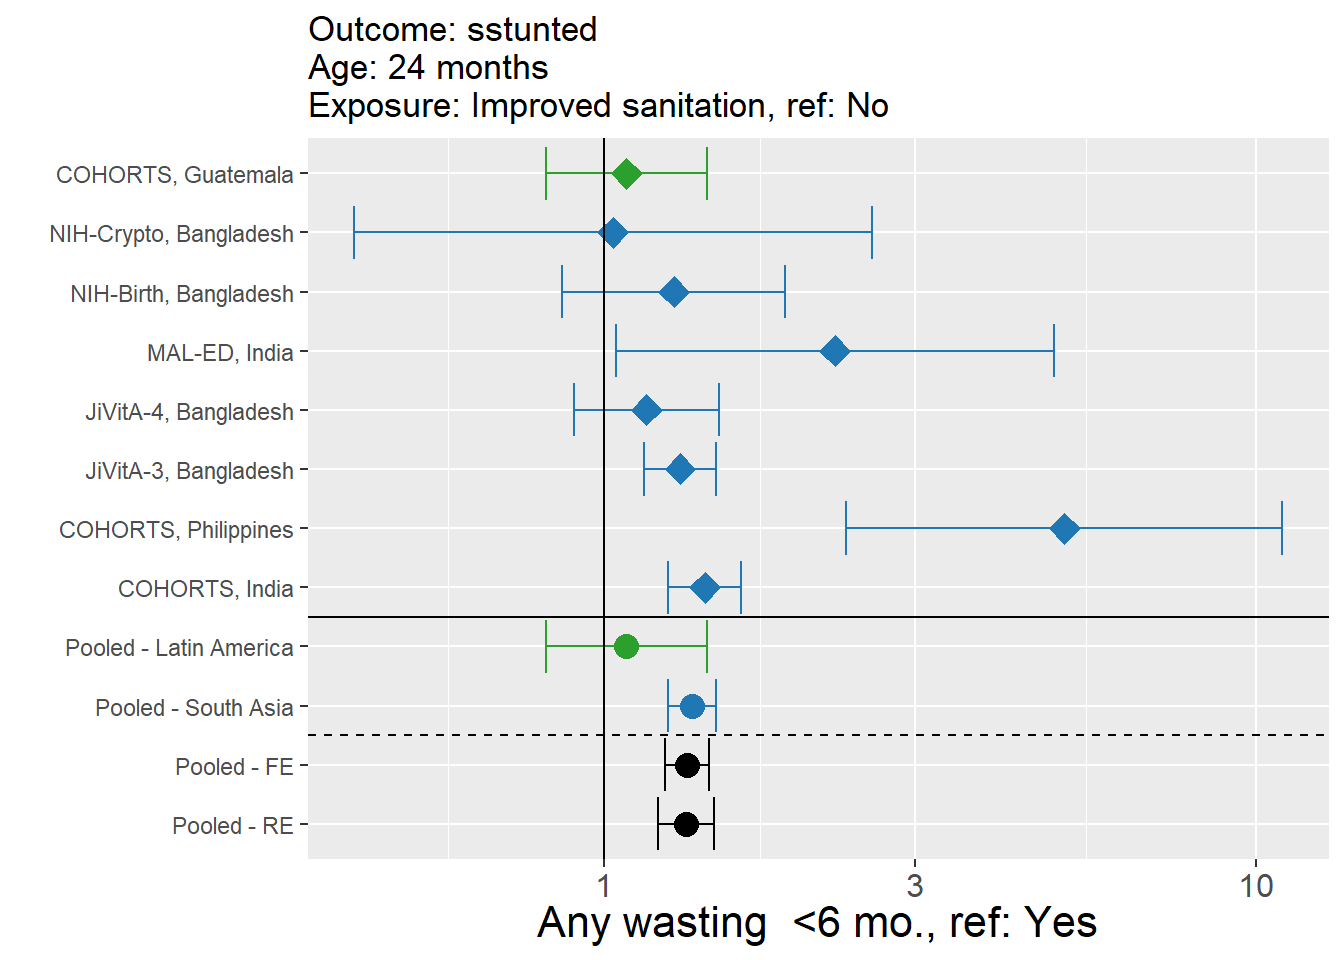 Outcome: sstunted
Age: 24 months
Exposure: Improved sanitation, ref: No
COHORTS, Guatemala
NIH-Crypto, Bangladesh
NIH-Birth, Bangladesh
MAL-ED, India
JiVitA-4, Bangladesh
JiVitA-3, Bangladesh
COHORTS, Philippines
COHORTS, India
Pooled - Latin America
Pooled - South Asia
Pooled - FE
Pooled - RE
1 3 10
Any wasting  <6 mo., ref: Yes